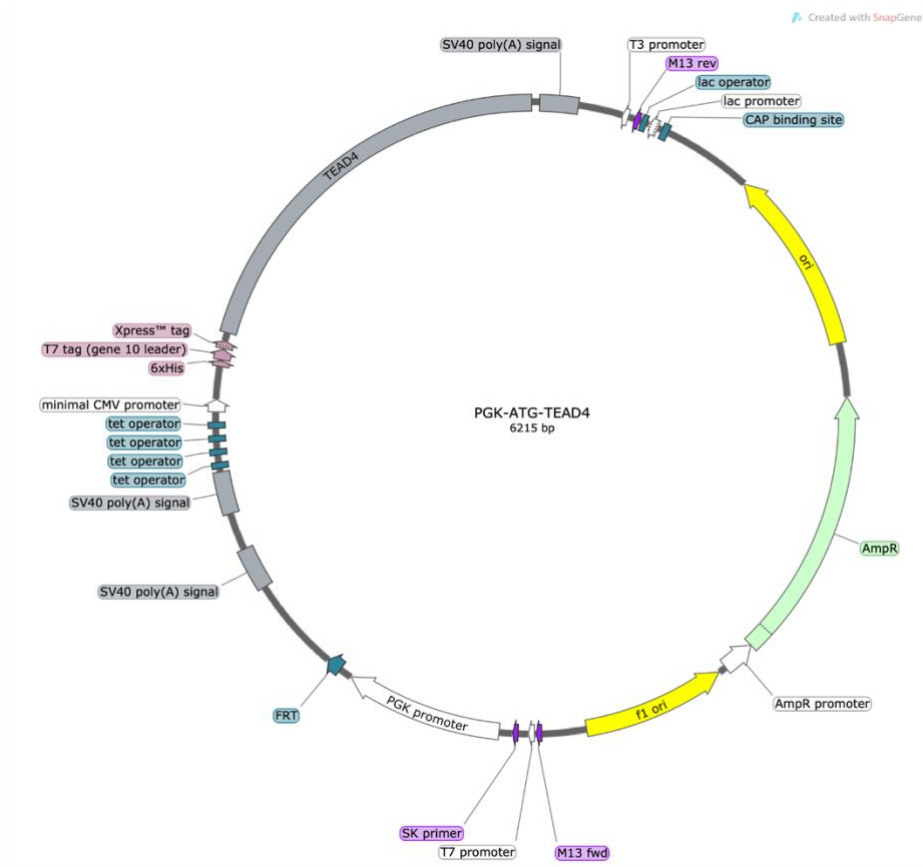 Created with SnapGene
SV40 poly(A) signal
T3 promoter
M13 rev
lac operator
lac promoter
CAP binding site
TEAD4
ori
Xpress™ tag
T7 tag (gene 10 leader)
6xHis
minimal CMV promoter
tet operator
tet operator
tet operator
tet operator
SV40 poly(A) signal
PGK-ATG-TEAD4
6215 bp
AmpR
SV40 poly(A) signal
FRT
PGK promoter
f1 ori
AmpR promoter
SK primer
T7 promoter
M13 fwd